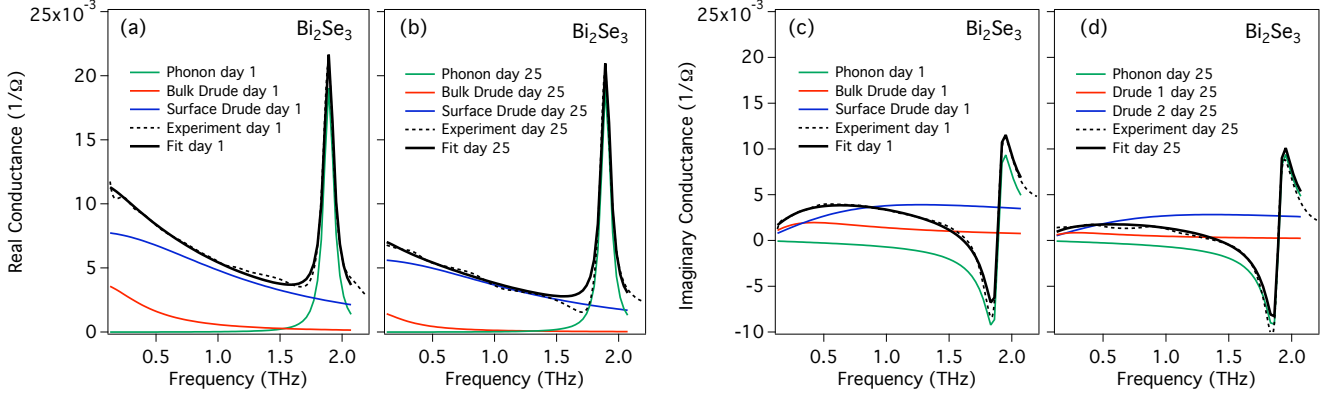 25x10⁻³
20
15
10
5
0
Real Conductance (1/Ω)
(a)
Bi₂Se₃
Phonon day 1
Bulk Drude day 1
Surface Drude day 1
Experiment day 1
Fit day 1
0.5
1.0
1.5
2.0
Frequency (THz)
(b)
Bi₂Se₃
Phonon day 25
Bulk Drude day 25
Surface Drude day 25
Experiment day 25
Fit day 25
0.5
1.0
1.5
2.0
Frequency (THz)
25x10⁻³
20
15
10
5
0
-5
-10
Imaginary Conductance (1/Ω)
(c)
Bi₂Se₃
Phonon day 1
Bulk Drude day 1
Surface Drude day 1
Experiment day 1
Fit day 1
0.5
1.0
1.5
2.0
Frequency (THz)
(d)
Bi₂Se₃
Phonon day 25
Drude 1 day 25
Drude 2 day 25
Experiment day 25
Fit day 25
0.5
1.0
1.5
2.0
Frequency (THz)